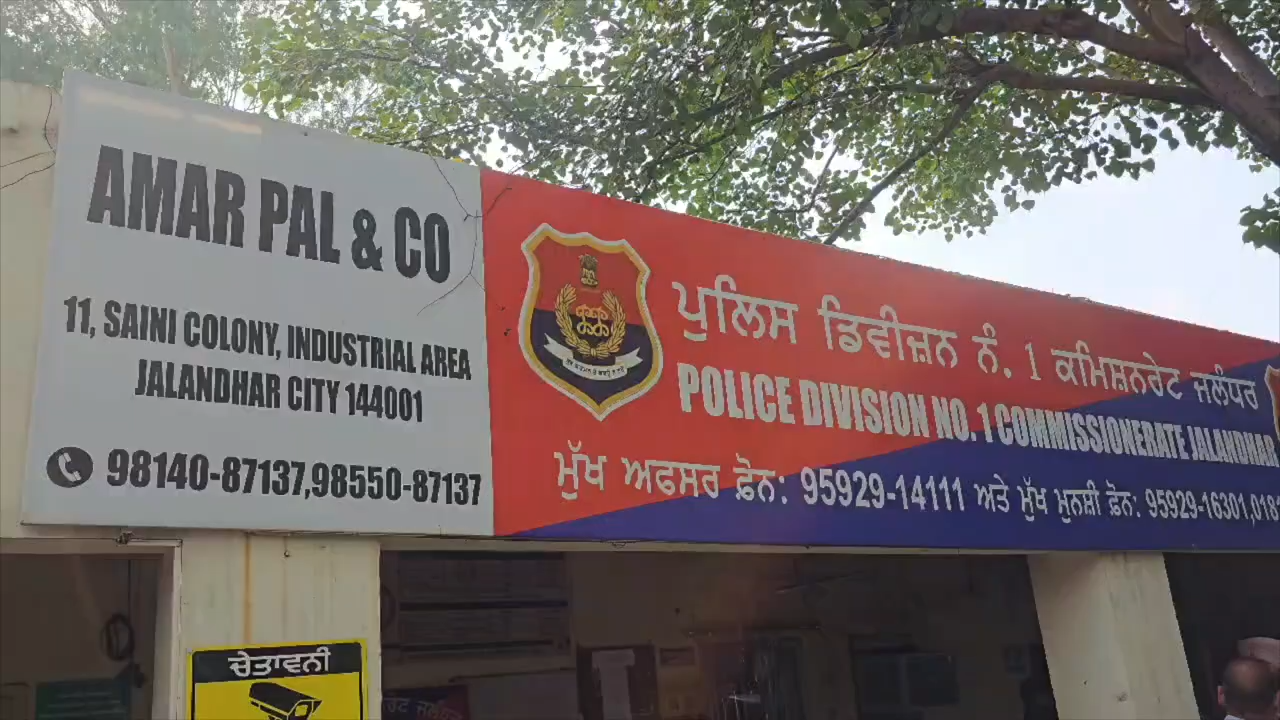 AMAR PAL & CO
11, SAINI COLONY, INDUSTRIAL AREA
JALANDHAR CITY 144001
98140-87137,98550-87137
ਪੁਲਿਸ ਡਿਵੀਜ਼ਨ ਨੰ. 1 ਕਮਿਸ਼ਨਰੇਟ ਜਲੰਧਰ
POLICE DIVISION NO. 1 COMMISSIONERATE JALANDHAR
ਮੁੱਖ ਅਫਸਰ ਫ਼ੋਨ: 95929-14111 ਅਤੇ ਮੁੱਖ ਮੁਨਸ਼ੀ ਫ਼ੋਨ: 95929-16301,018
ਚੇਤਾਵਨੀ